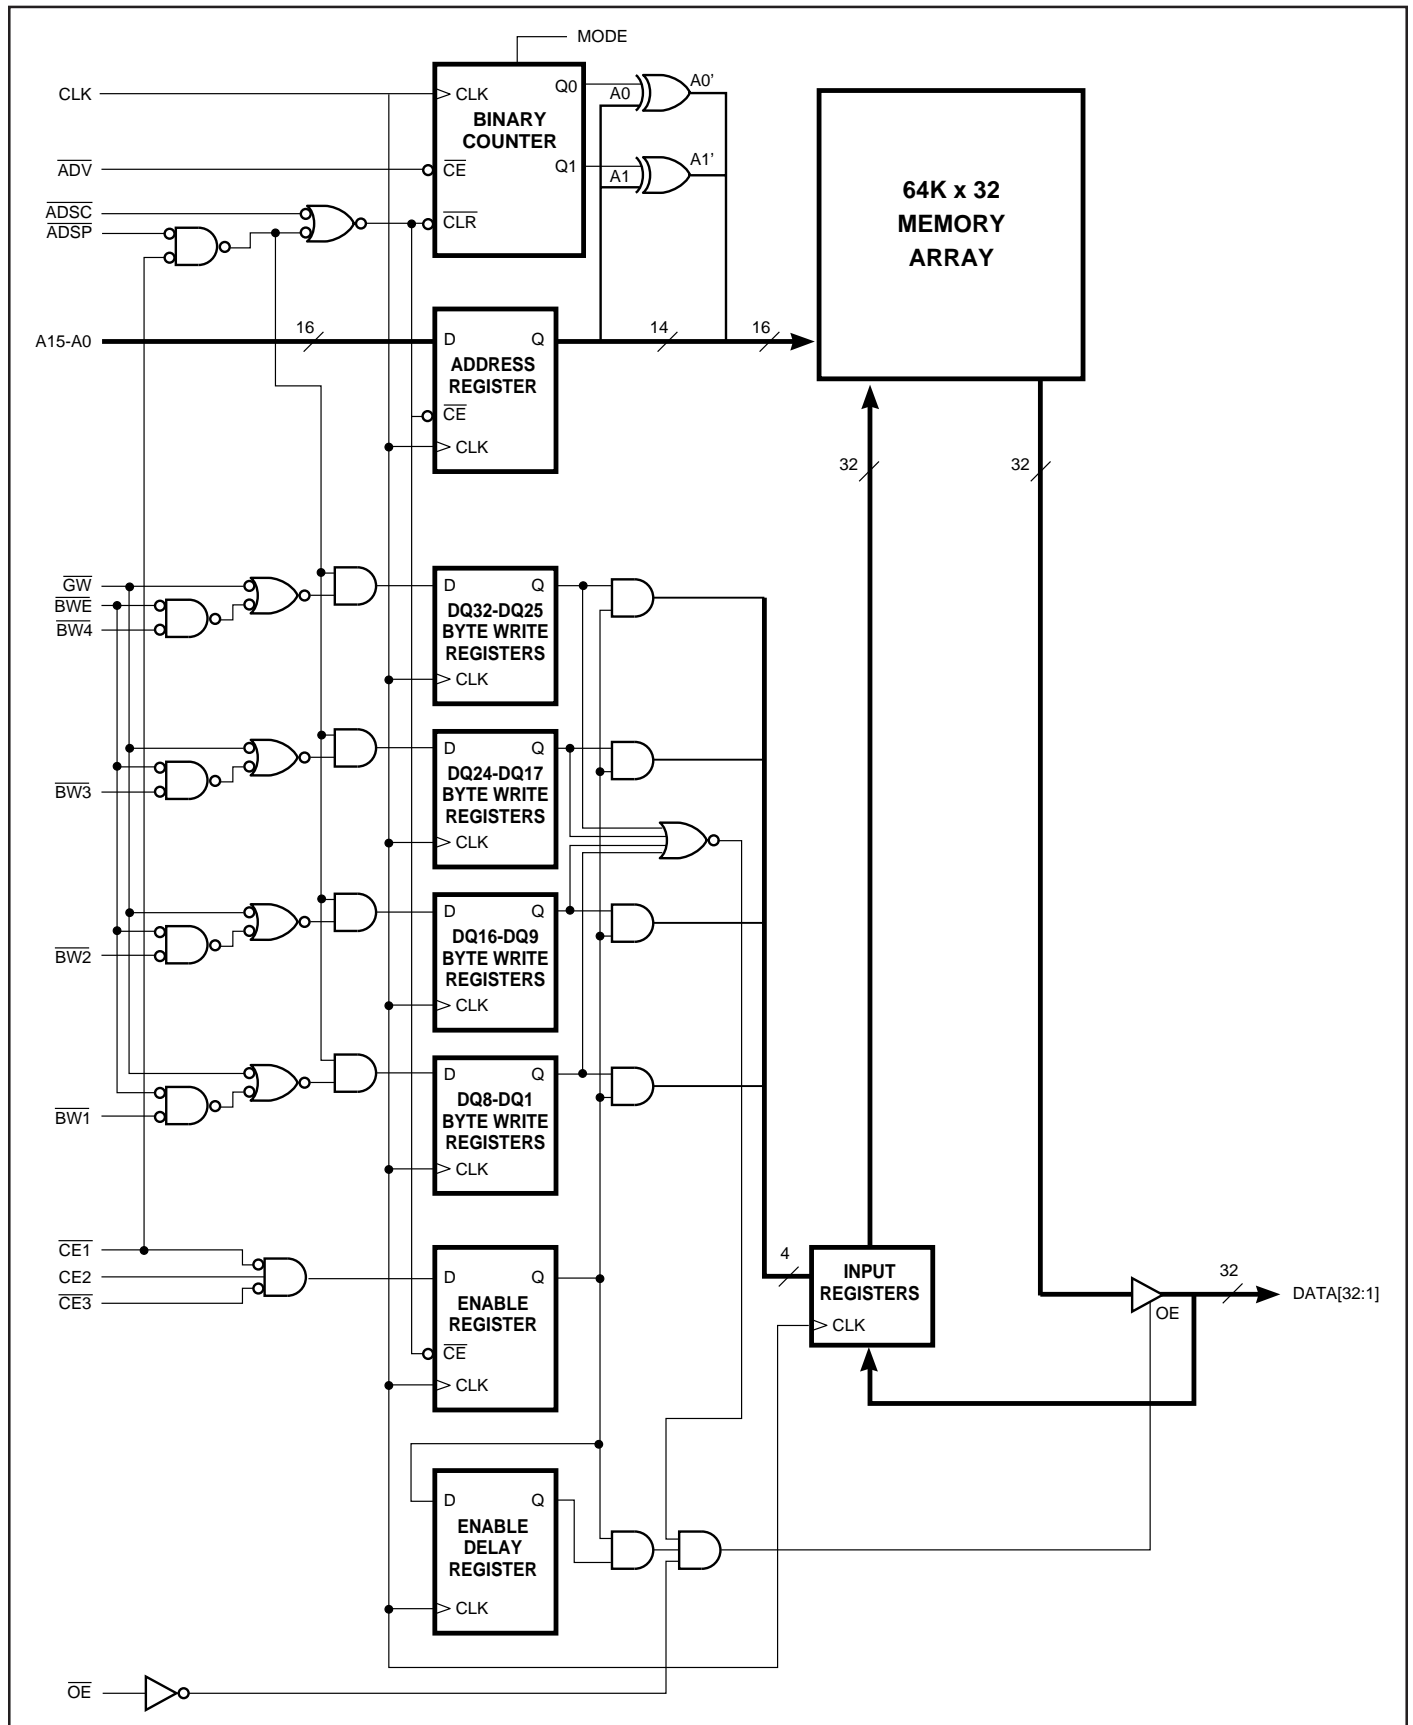 MODE
CLK
CLK
Q0
A0
A0’
BINARY
COUNTER
ADV
CE
Q1
A1
A1’
64K x 32
MEMORY
ARRAY
ADSC
ADSP
CLR
A15-A0
16
D
Q
14
16
ADDRESS
REGISTER
CE
CLK
32
32
GW
BWE
BW4
D
Q
DQ32-DQ25
BYTE WRITE
REGISTERS
CLK
BW3
D
Q
DQ24-DQ17
BYTE WRITE
REGISTERS
CLK
BW2
D
Q
DQ16-DQ9
BYTE WRITE
REGISTERS
CLK
BW1
D
Q
DQ8-DQ1
BYTE WRITE
REGISTERS
CLK
CE1
CE2
CE3
D
Q
ENABLE
REGISTER
CE
CLK
4
INPUT
REGISTERS
CLK
OE
32
DATA[32:1]
D
Q
ENABLE
DELAY
REGISTER
CLK
OE